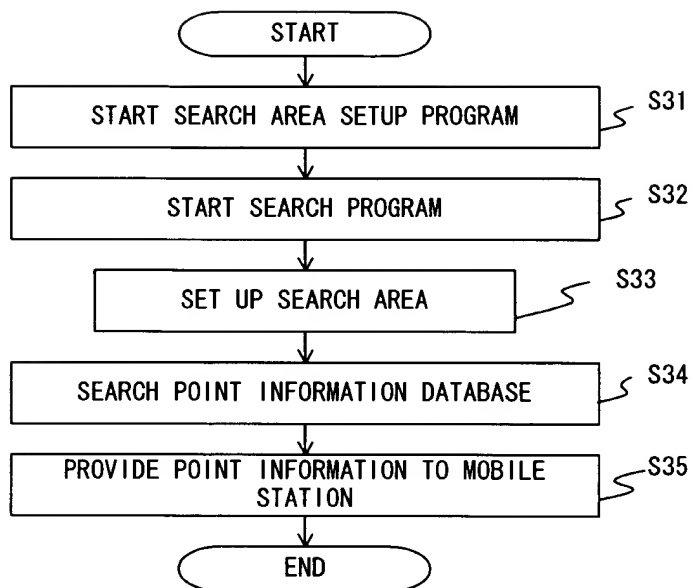 START
START SEARCH AREA SETUP PROGRAM
S31
START SEARCH PROGRAM
S32
SET UP SEARCH AREA
S33
SEARCH POINT INFORMATION DATABASE
S34
PROVIDE POINT INFORMATION TO MOBILE
STATION
S35
END